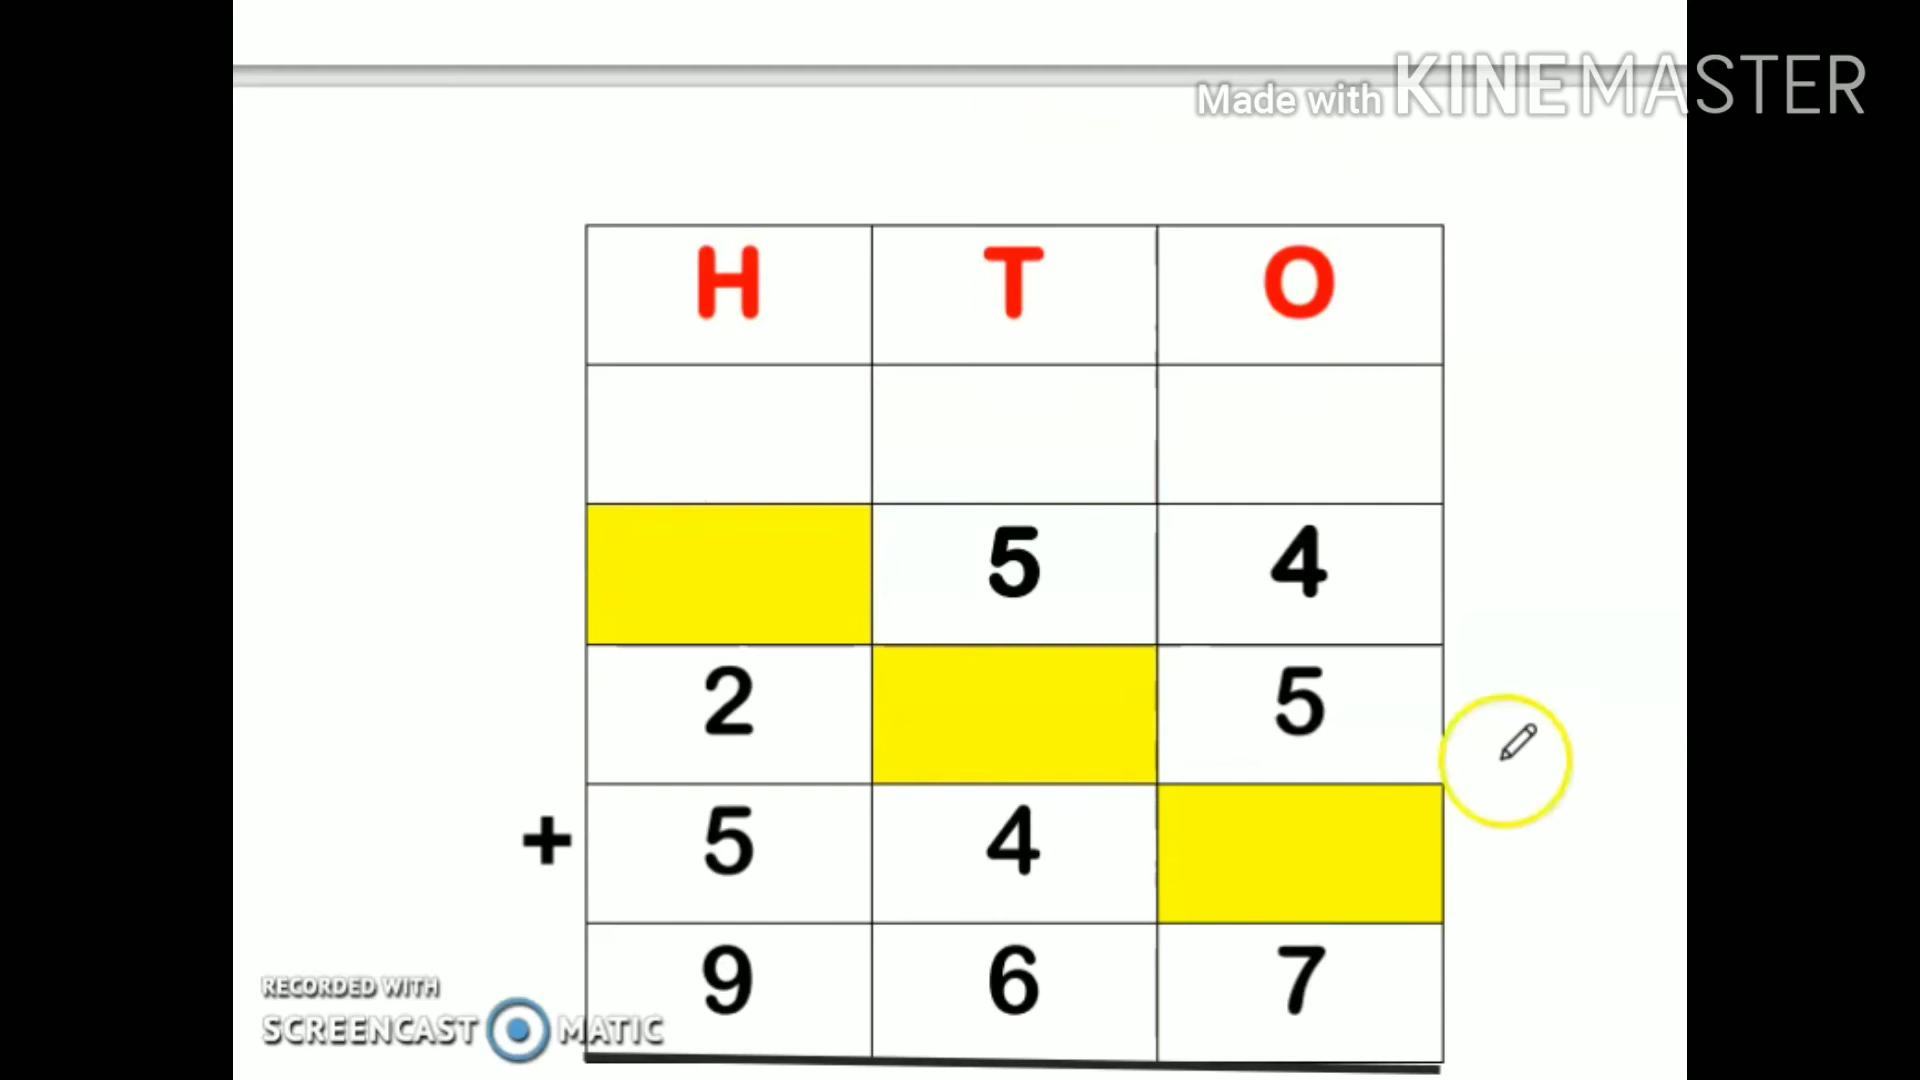 Made with KINEMASTER
H T O
5 4
2 5
+ 5 4
9 6 7
RECORDED WITH
SCREENCAST MATIC